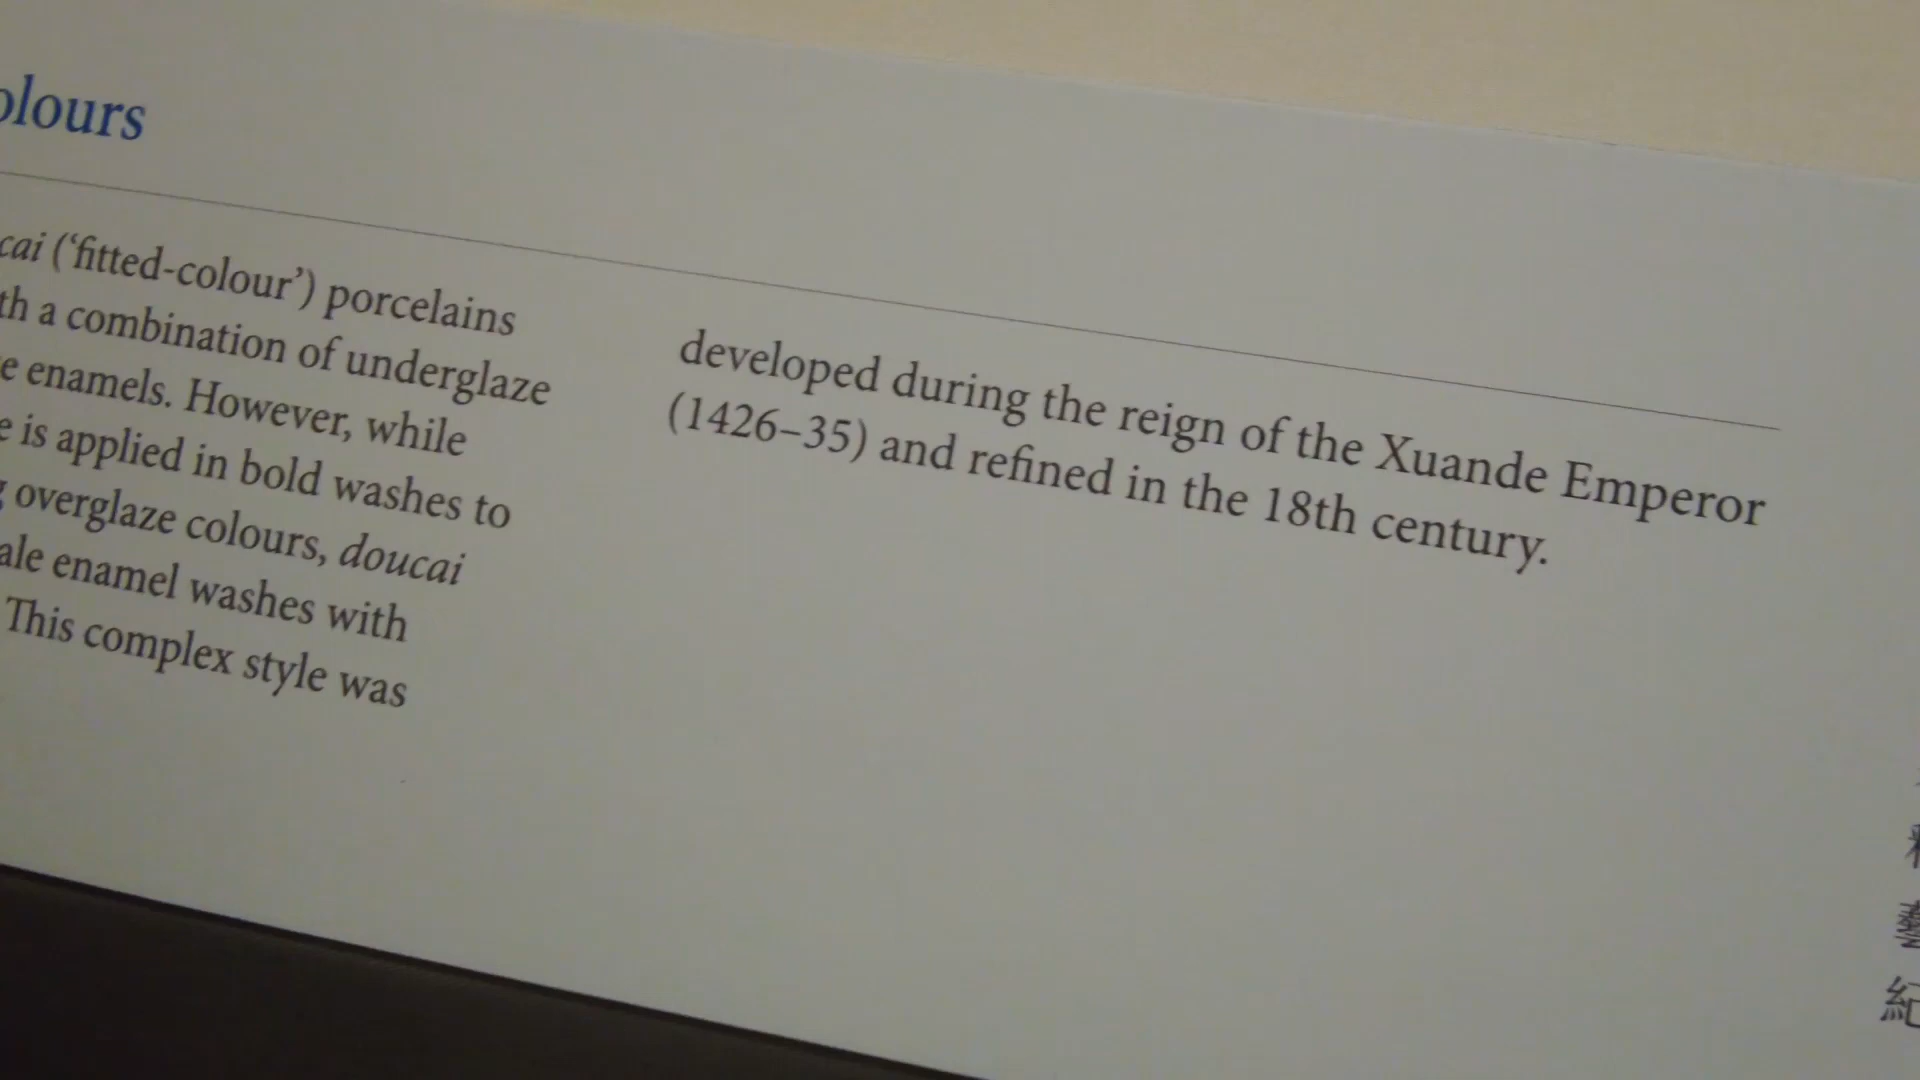 olours
cai (‘fitted-colour’) porcelains
th a combination of underglaze
e enamels. However, while
e is applied in bold washes to
overglaze colours, doucai
ale enamel washes with
This complex style was
developed during the reign of the Xuande Emperor
(1426–35) and refined in the 18th century.
紀